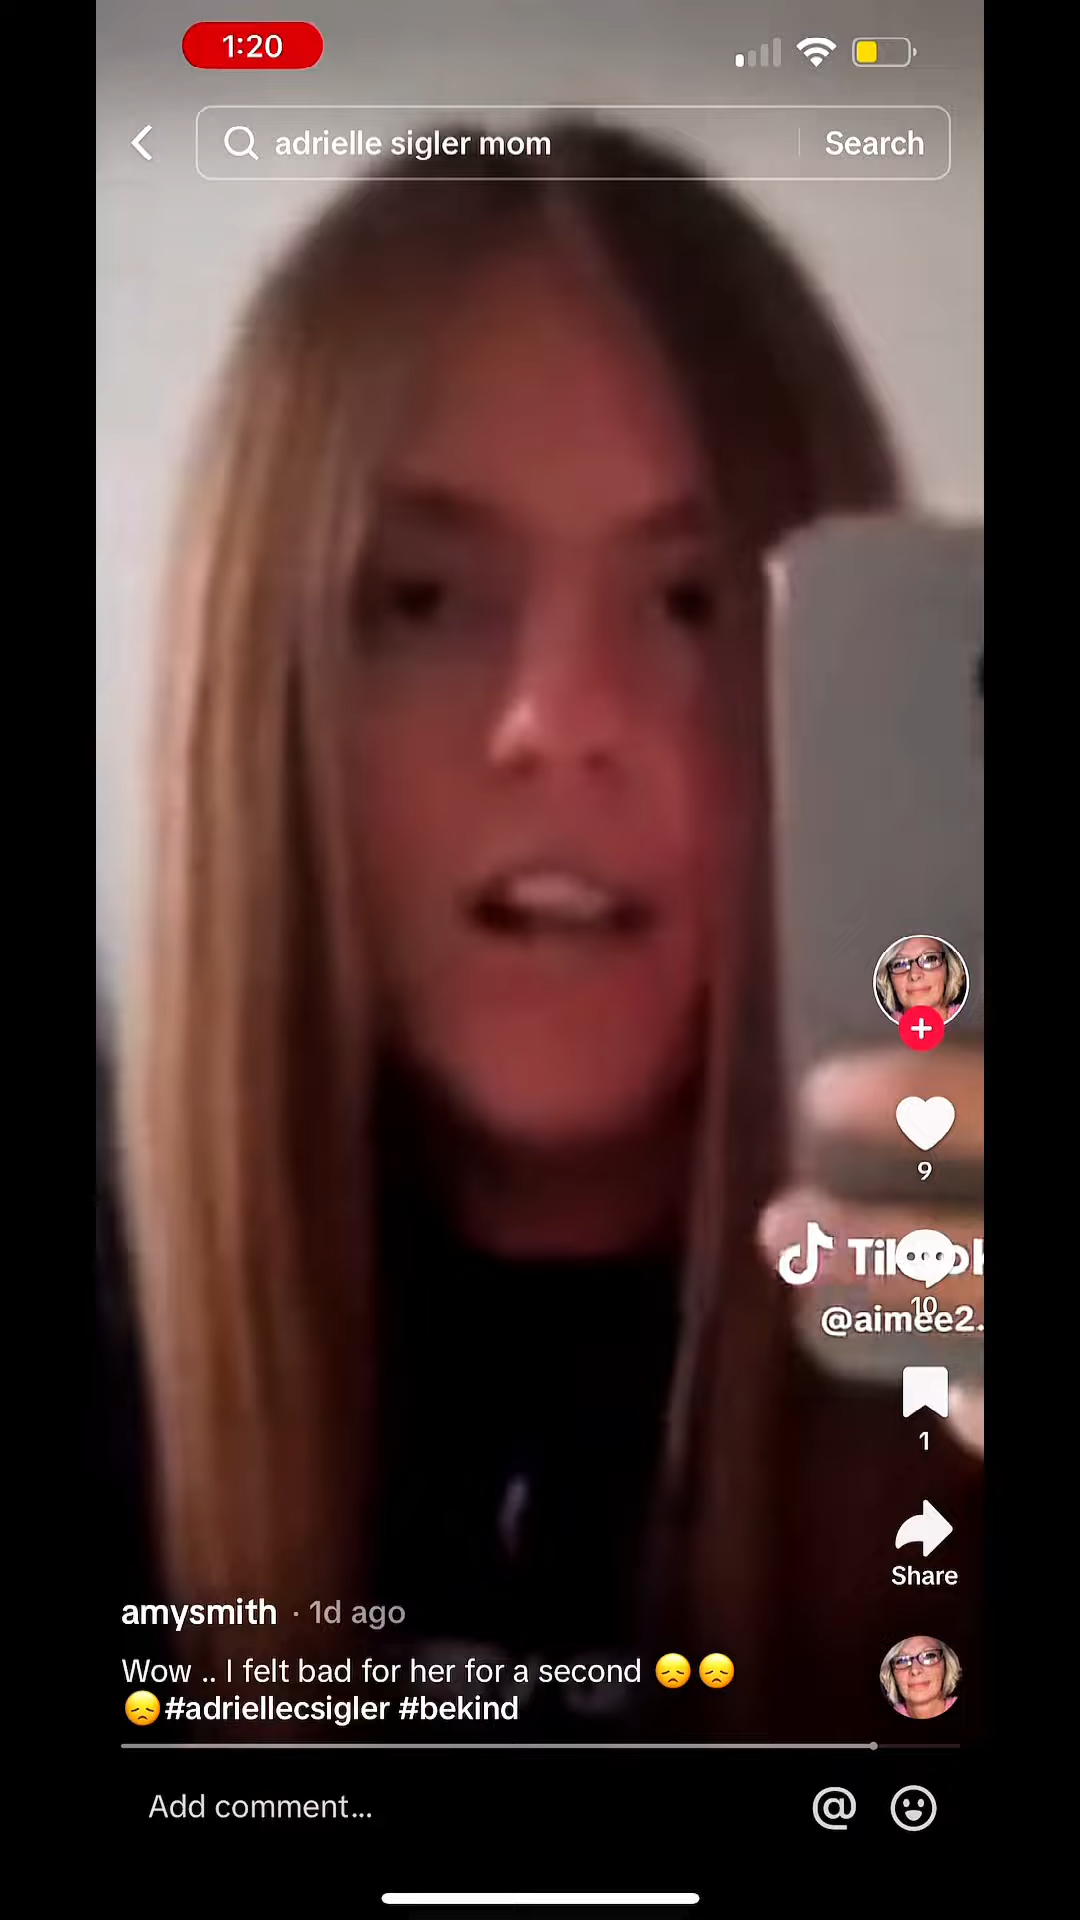 1:20
adrielle sigler mom
Search
9
10
@aimee2.
1
Share
amysmith · 1d ago
Wow .. I felt bad for her for a second 😞😞
😞#adriellecsigler #bekind
Add comment...